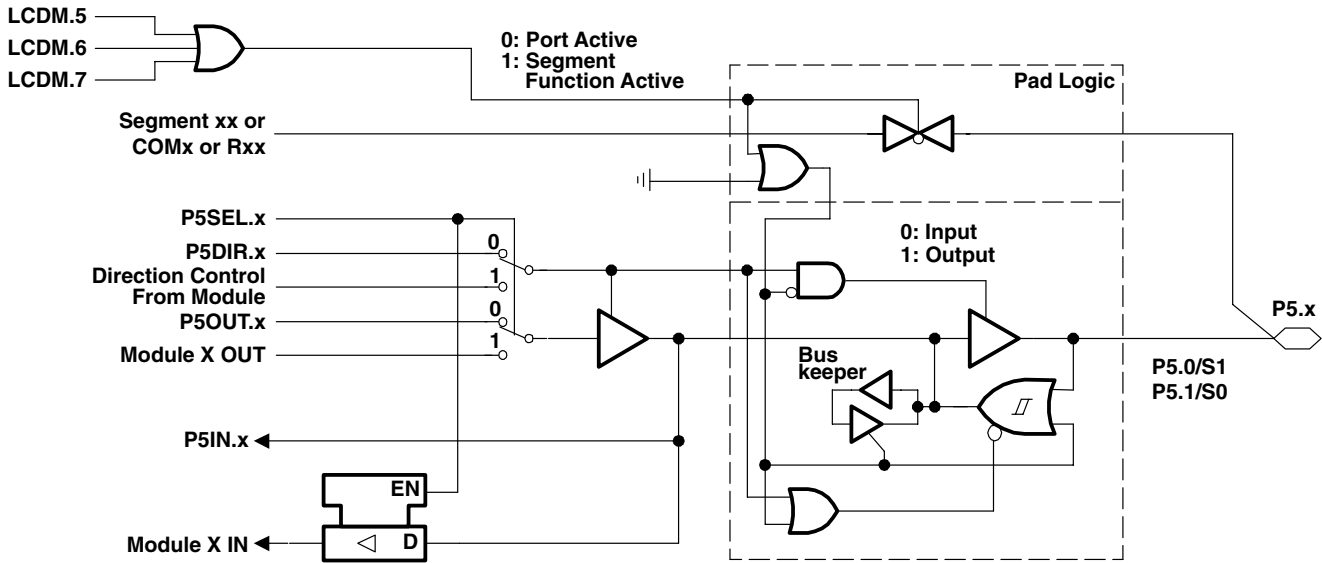 LCDM.5
LCDM.6
LCDM.7
0: Port Active
1: Segment
Function Active
Pad Logic
Segment xx or
COMx or Rxx
P5SEL.x
0: Input
1: Output
P5DIR.x
0
Direction Control
From Module
1
P5OUT.x
0
Module X OUT
1
P5.x
Bus
keeper
P5.0/S1
P5.1/S0
P5IN.x
EN
Module X IN
D